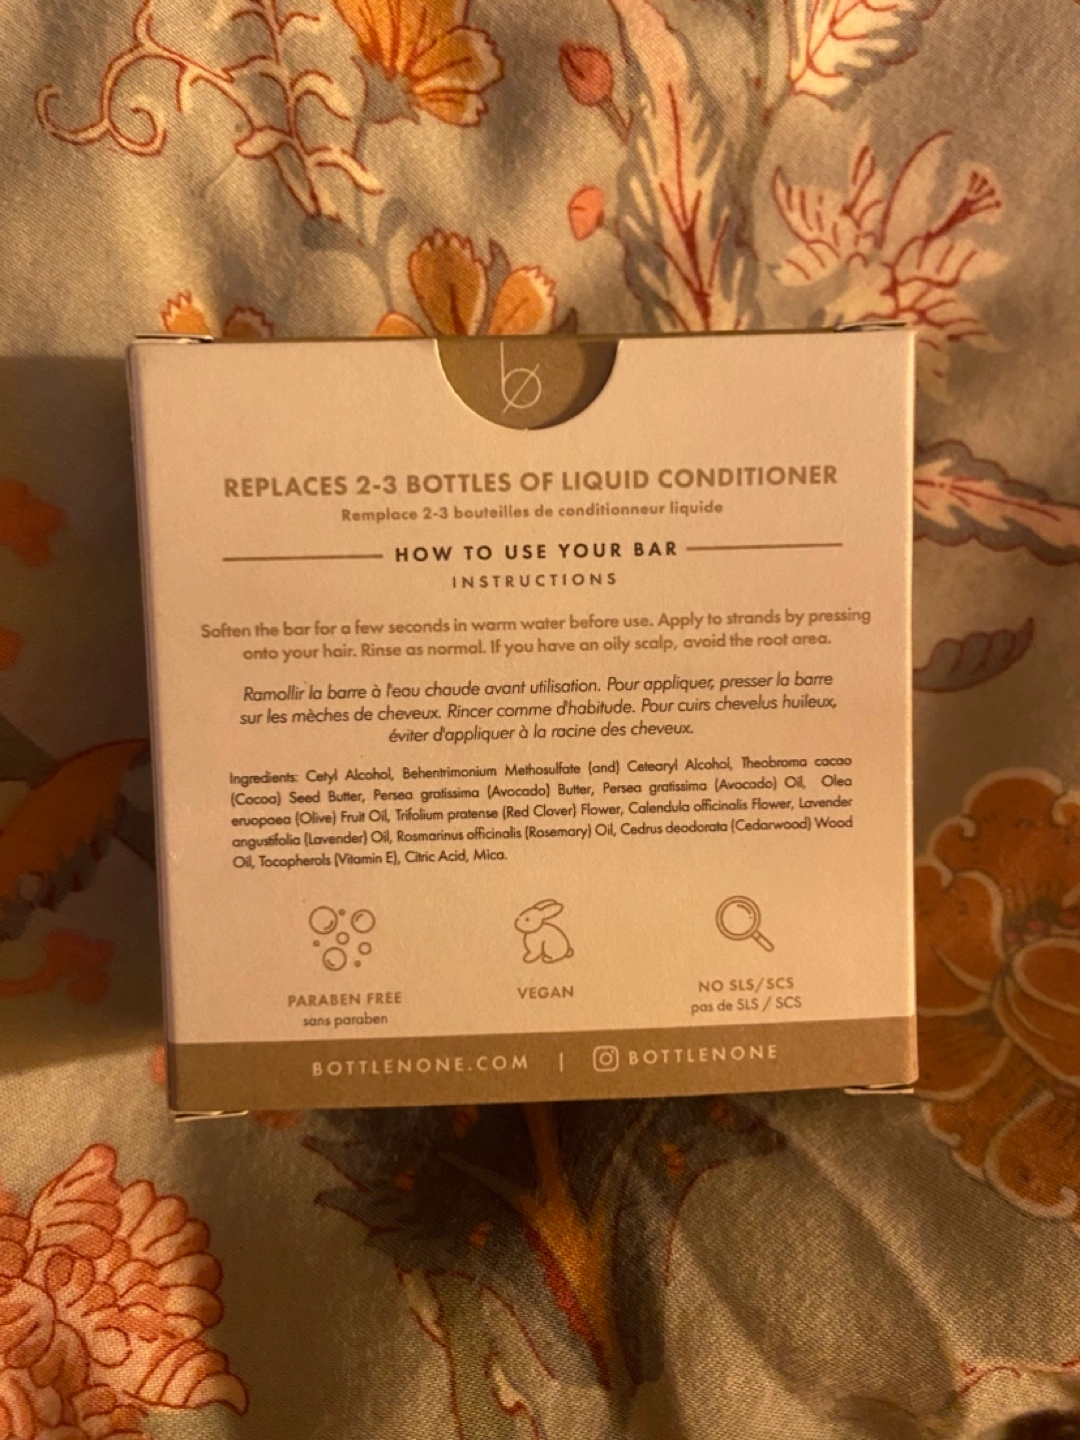 bø
REPLACES 2-3 BOTTLES OF LIQUID CONDITIONER
Remplace 2-3 bouteilles de conditionneur liquide
HOW TO USE YOUR BAR
INSTRUCTIONS
Soften the bar for a few seconds in warm water before use. Apply to strands by pressing
onto your hair. Rinse as normal. If you have an oily scalp, avoid the root area.
Ramollir la barre à l'eau chaude avant utilisation. Pour appliquer, presser la barre
sur les mèches de cheveux. Rincer comme d'habitude. Pour cuirs chevelus huileux,
éviter d'appliquer à la racine des cheveux.
Ingredients: Cetyl Alcohol, Behentrimonium Methosulfate (and) Cetearyl Alcohol, Theobroma cacao
(Cocoa) Seed Butter, Persea gratissima (Avocado) Butter, Persea gratissima (Avocado) Oil, Olea
eruopaea (Olive) Fruit Oil, Trifolium pratense (Red Clover) Flower, Calendula officinalis Flower, Lavender
angustifolia (Lavender) Oil, Rosmarinus officinalis (Rosemary) Oil, Cedrus deodorata (Cedarwood) Wood
Oil, Tocopherols (Vitamin E), Citric Acid, Mica.
PARABEN FREE
sans paraben
VEGAN
NO SLS/SCS
pas de SLS / SCS
BOTTLENONE.COM | BOTTLENONE